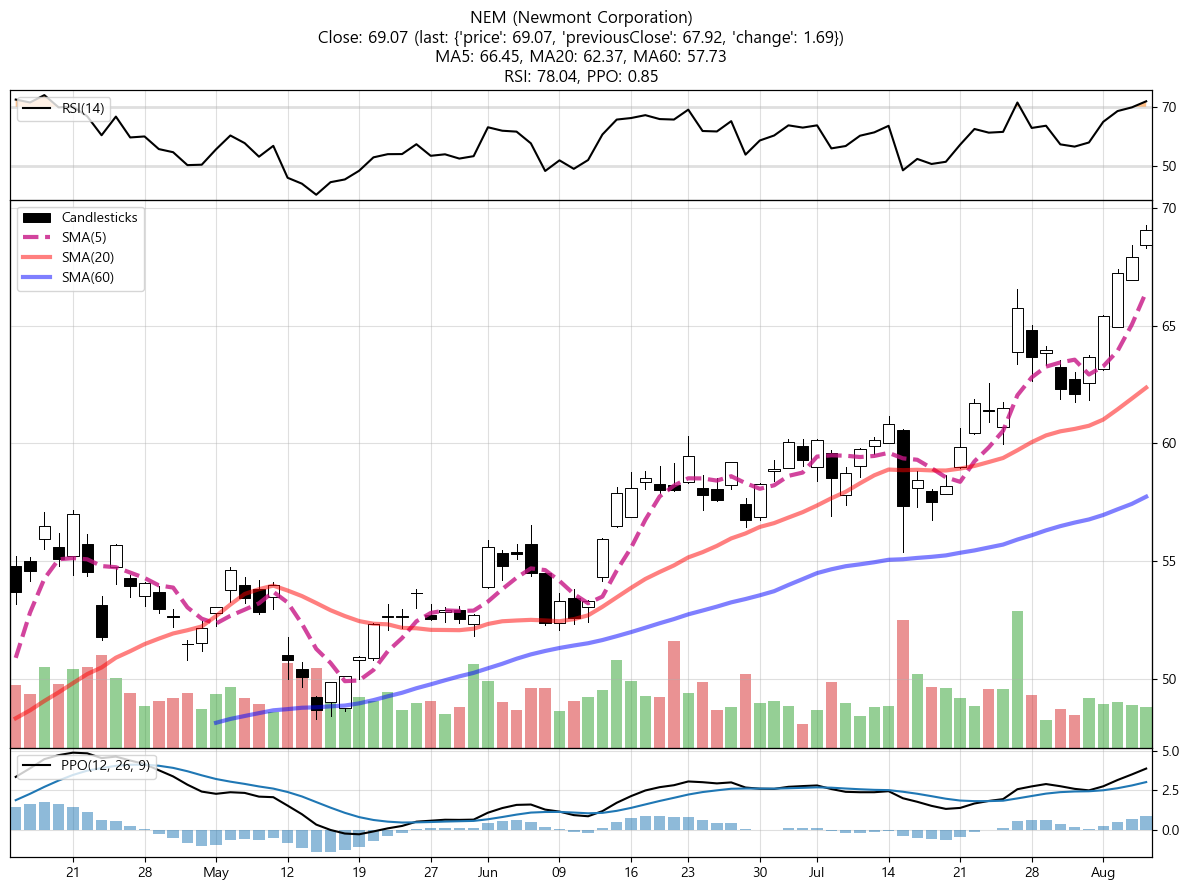 NEM (Newmont Corporation)
Close: 69.07 (last: {'price': 69.07, 'previousClose': 67.92, 'change': 1.69})
MA5: 66.45, MA20: 62.37, MA60: 57.73
RSI: 78.04, PPO: 0.85
RSI(14)
70
50
Candlesticks
SMA(5)
SMA(20)
SMA(60)
70
65
60
55
50
PPO(12, 26, 9)
5.0
2.5
0.0
21 28 May 12 19 27 Jun 09 16 23 30 Jul 14 21 28 Aug